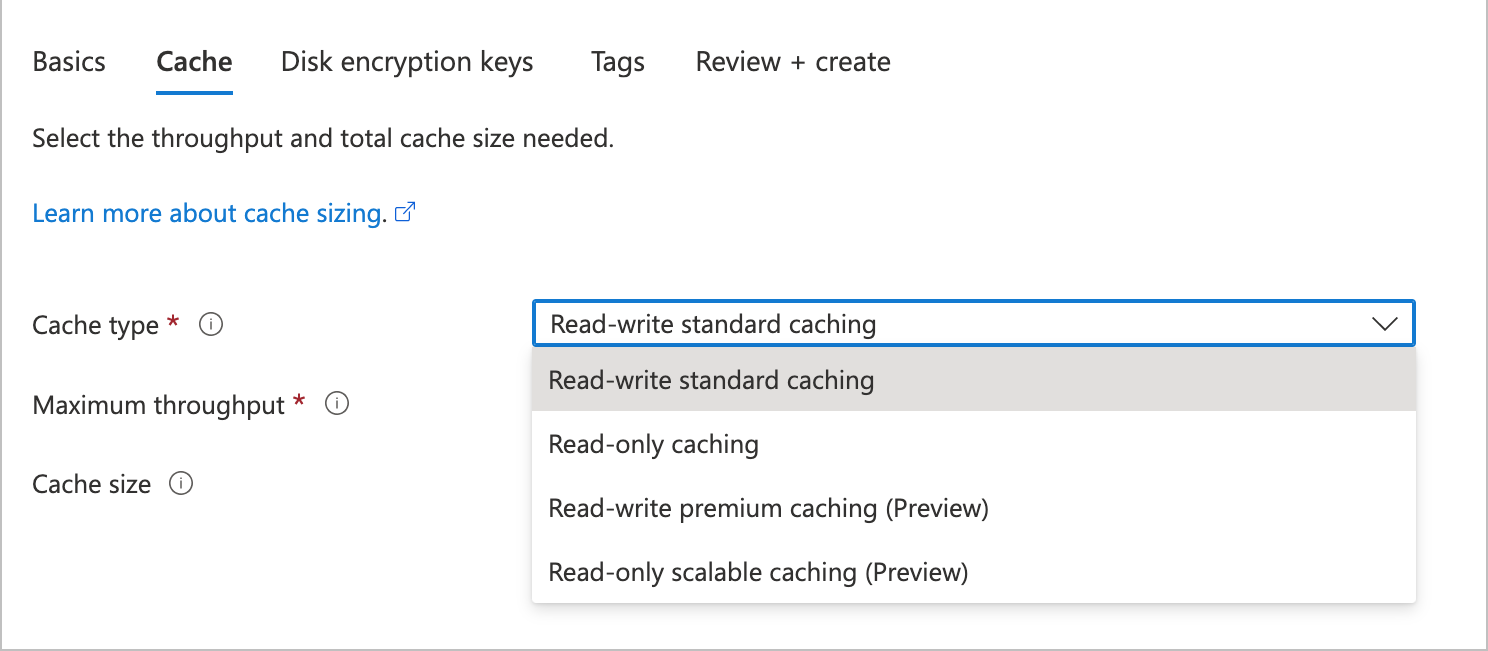 Basics Cache Disk encryption keys Tags Review + create
Select the throughput and total cache size needed.
Learn more about cache sizing.
Cache type * Read-write standard caching
Read-write standard caching
Maximum throughput *
Read-only caching
Cache size
Read-write premium caching (Preview)
Read-only scalable caching (Preview)